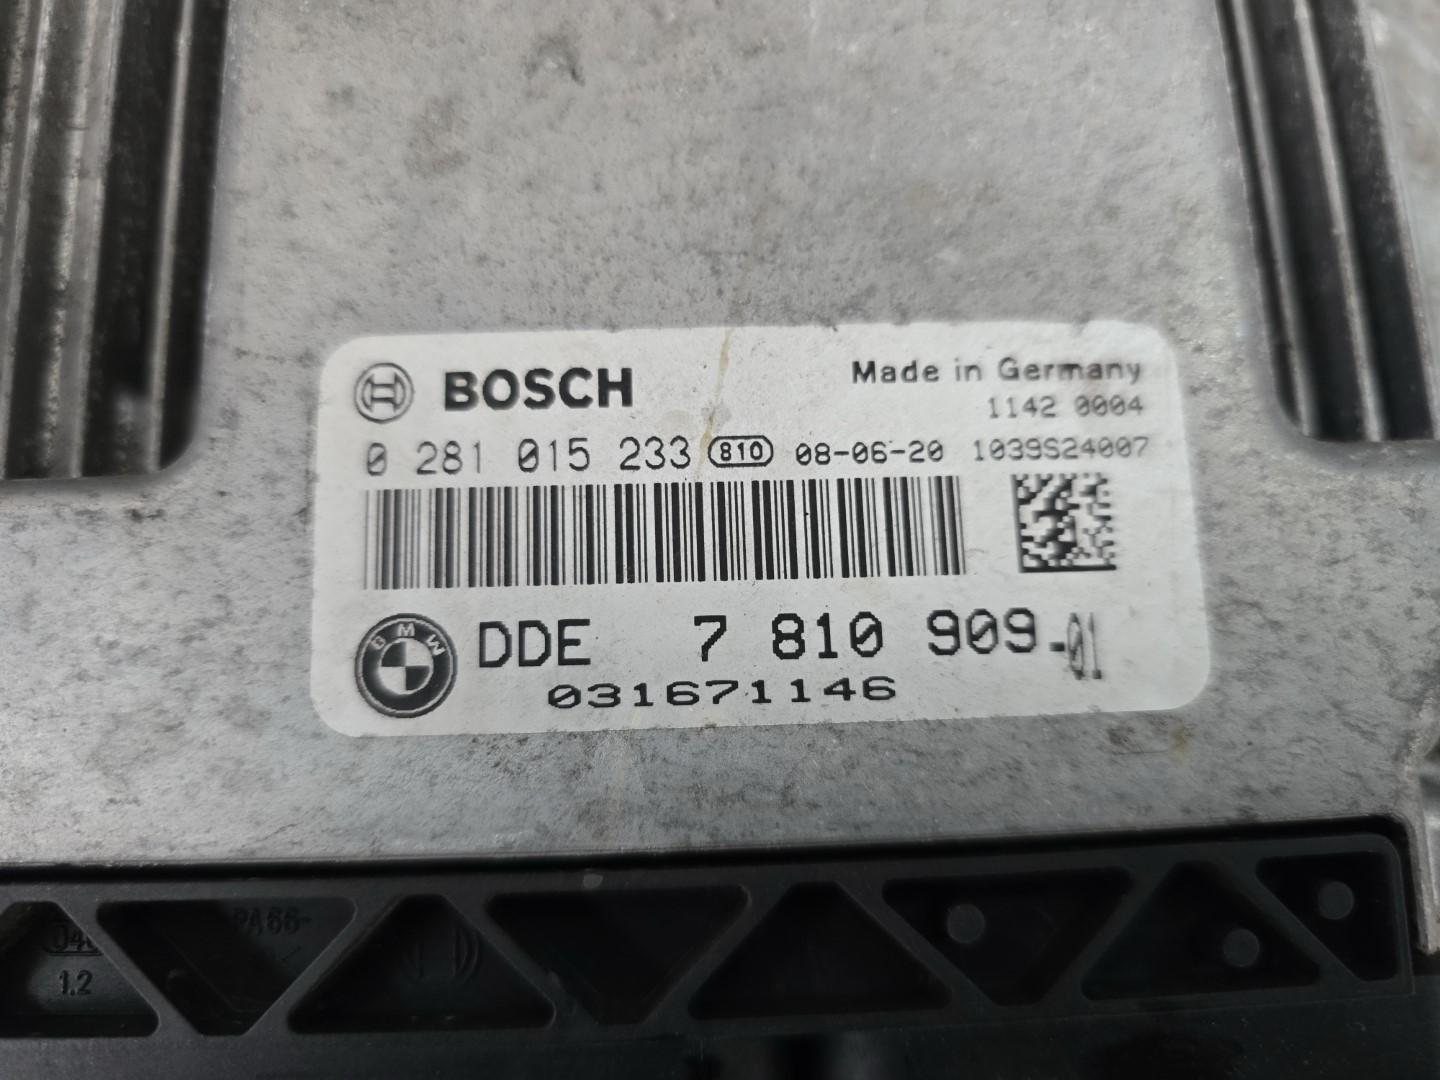 BOSCH
Made in Germany
1142 0004
0 281 015 233 810 08-06-20 1039S24007
BMW DDE 7 810 909-01
031671146
PA66-
1.2